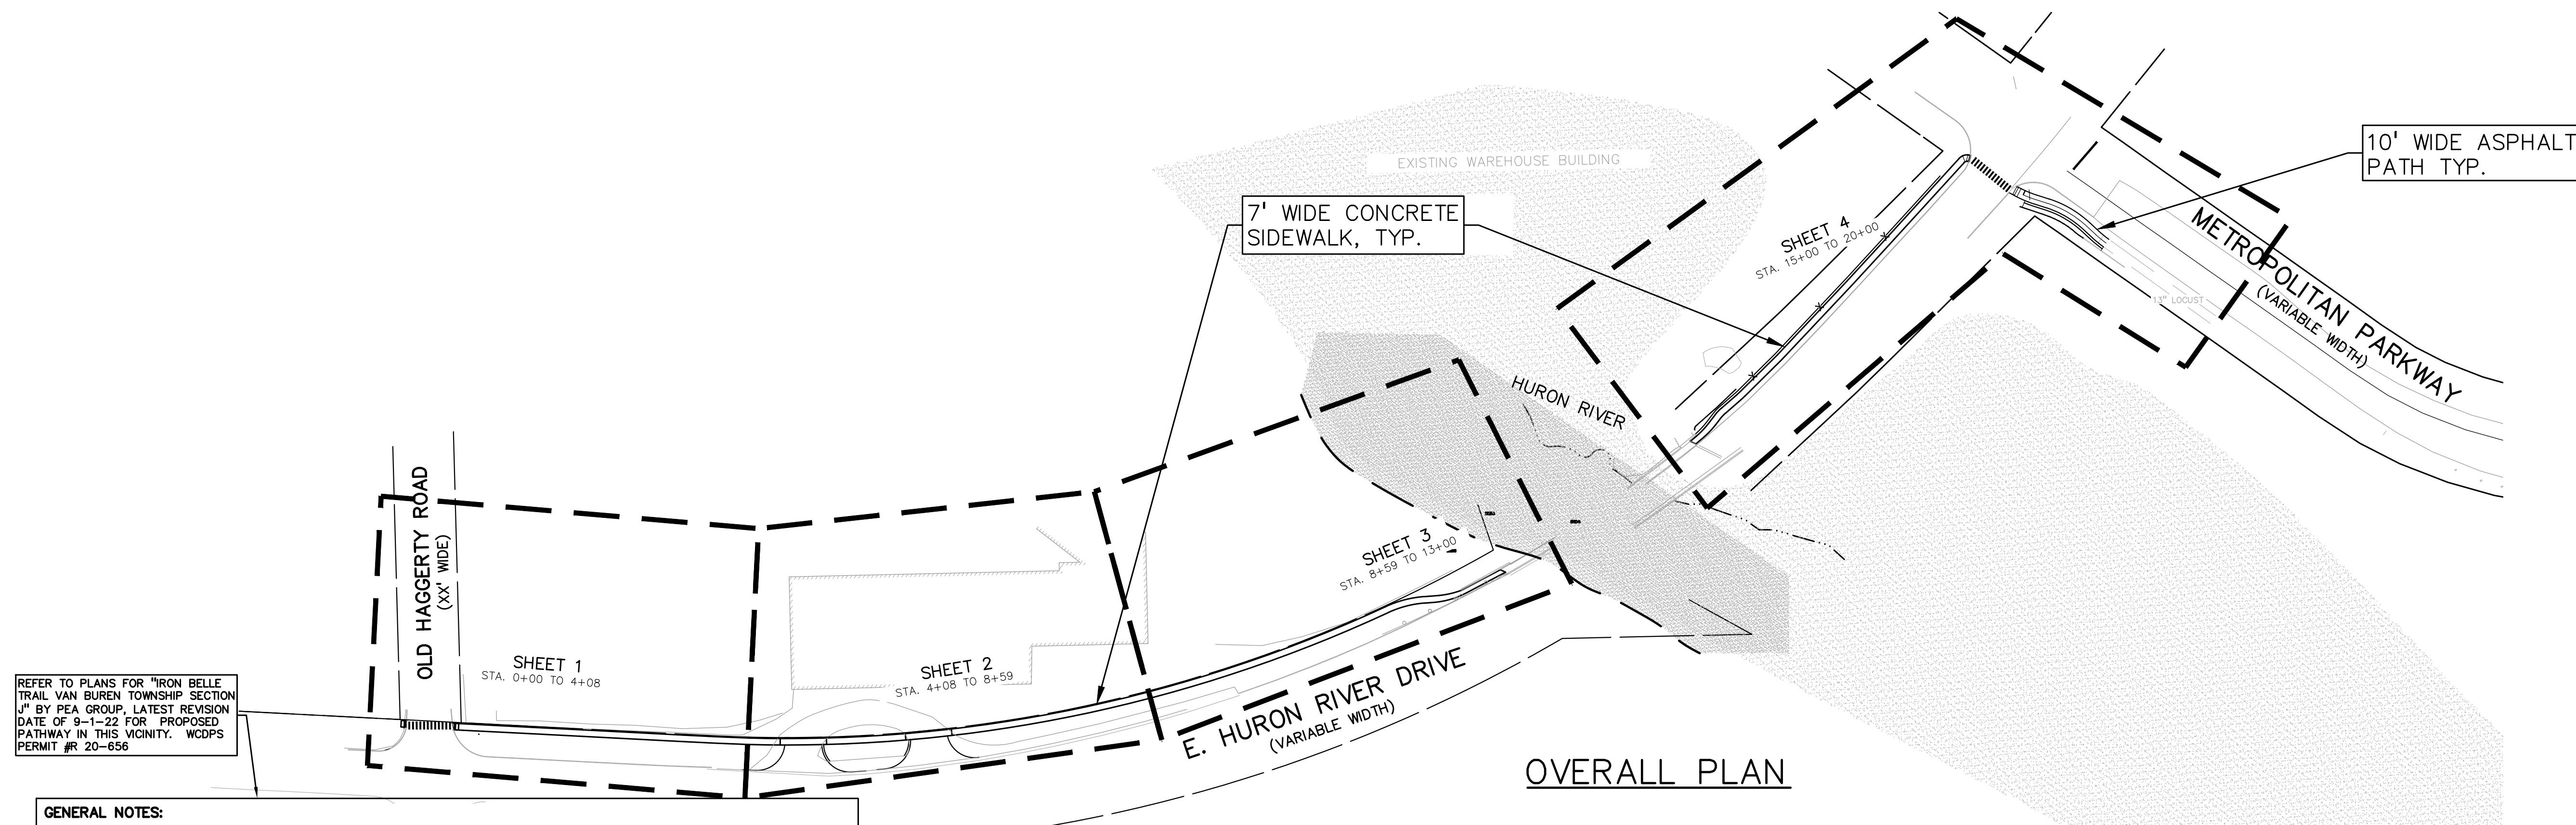 EXISTING WAREHOUSE BUILDING
10' WIDE ASPHALT
PATH TYP.
7' WIDE CONCRETE
SIDEWALK, TYP.
SHEET 4
STA. 15+00 TO 20+00
METROPOLITAN PARKWAY
(VARIABLE WIDTH)
13" LOCUST
HURON RIVER
OLD HAGGERTY ROAD
(XX' WIDE)
SHEET 3
STA. 8+59 TO 13+00
SHEET 1
STA. 0+00 TO 4+08
SHEET 2
STA. 4+08 TO 8+59
E. HURON RIVER DRIVE
(VARIABLE WIDTH)
REFER TO PLANS FOR "IRON BELLE
TRAIL VAN BUREN TOWNSHIP SECTION
J" BY PEA GROUP, LATEST REVISION
DATE OF 9-1-22 FOR PROPOSED
PATHWAY IN THIS VICINITY. WCDPS
PERMIT #R 20-656
OVERALL PLAN
GENERAL NOTES: